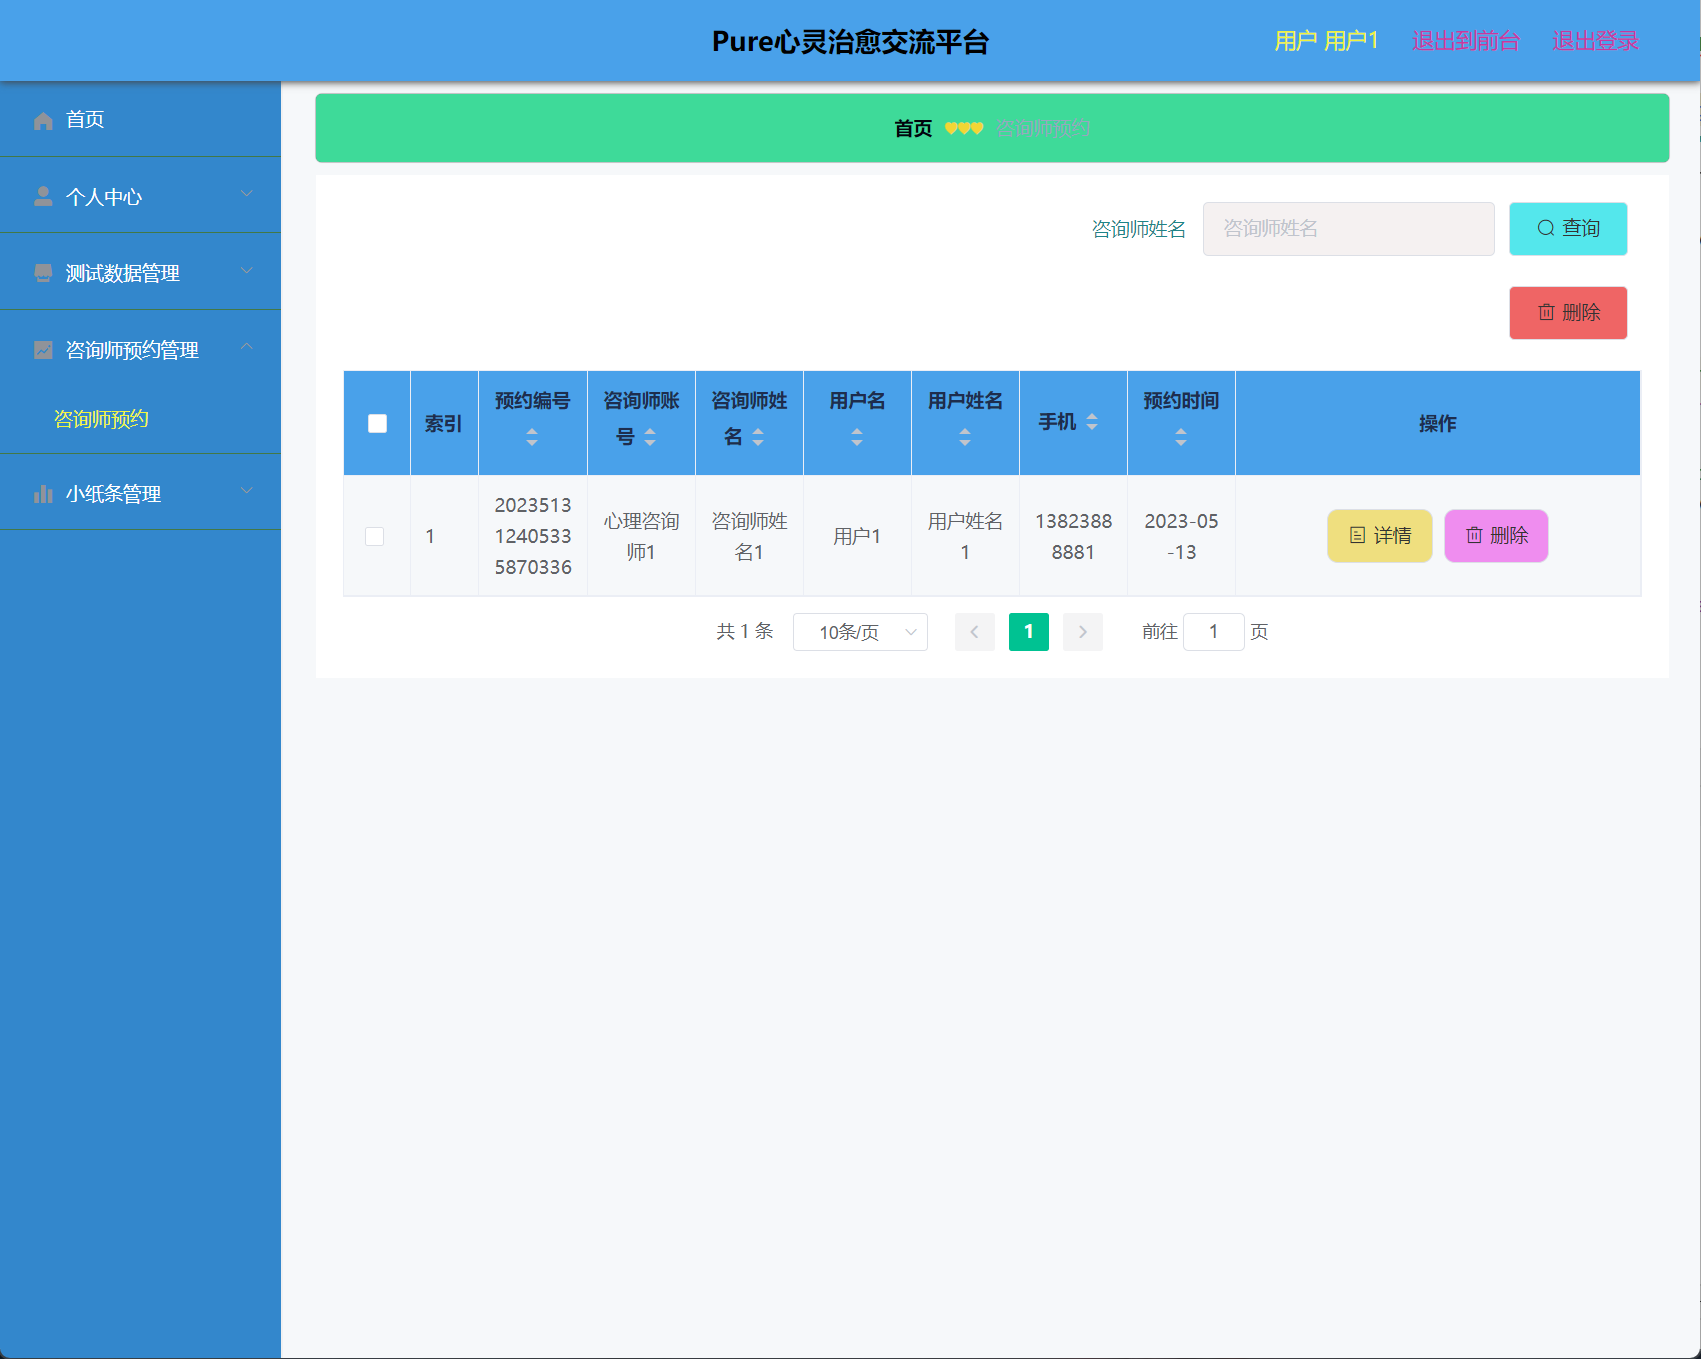 Pure心灵治愈交流平台
用户 用户1
退出到前台
退出登录
首页
个人中心
测试数据管理
咨询师预约管理
咨询师预约
小纸条管理
首页
咨询师预约
咨询师姓名
咨询师姓名
查询
删除
索引
预约编号
咨询师账
号
咨询师姓
名
用户名
用户姓名
手机
预约时间
操作
1
2023513
1240533
5870336
心理咨询
师1
咨询师姓
名1
用户1
用户姓名
1
1382388
8881
2023-05
-13
详情
删除
共 1 条
10条/页
1
前往
1
页